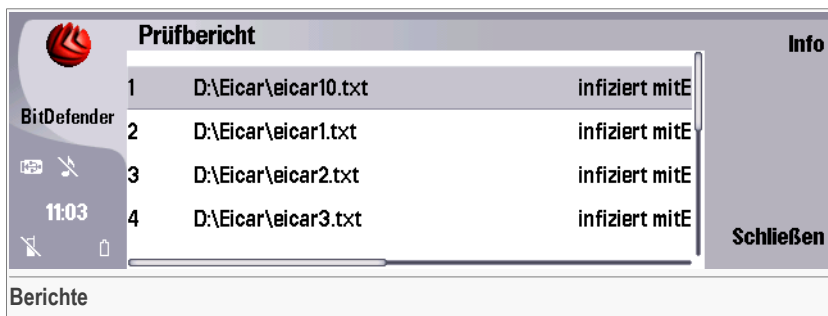 Prüfbericht
Info
1 D:\Eicar\eicar10.txt infiziert mitE
BitDefender
2 D:\Eicar\eicar1.txt infiziert mitE
3 D:\Eicar\eicar2.txt infiziert mitE
11:03
4 D:\Eicar\eicar3.txt infiziert mitE
Schließen
Berichte